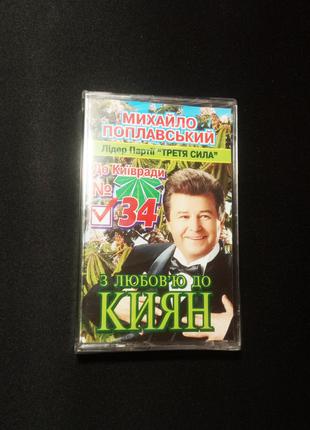 МИХАЙЛО
ПОПЛАВСЬКИЙ
Лідер Партії "ТРЕТЯ СИЛА"
До Київради
№
34
З ЛЮБОВ'Ю ДО
КИЯН